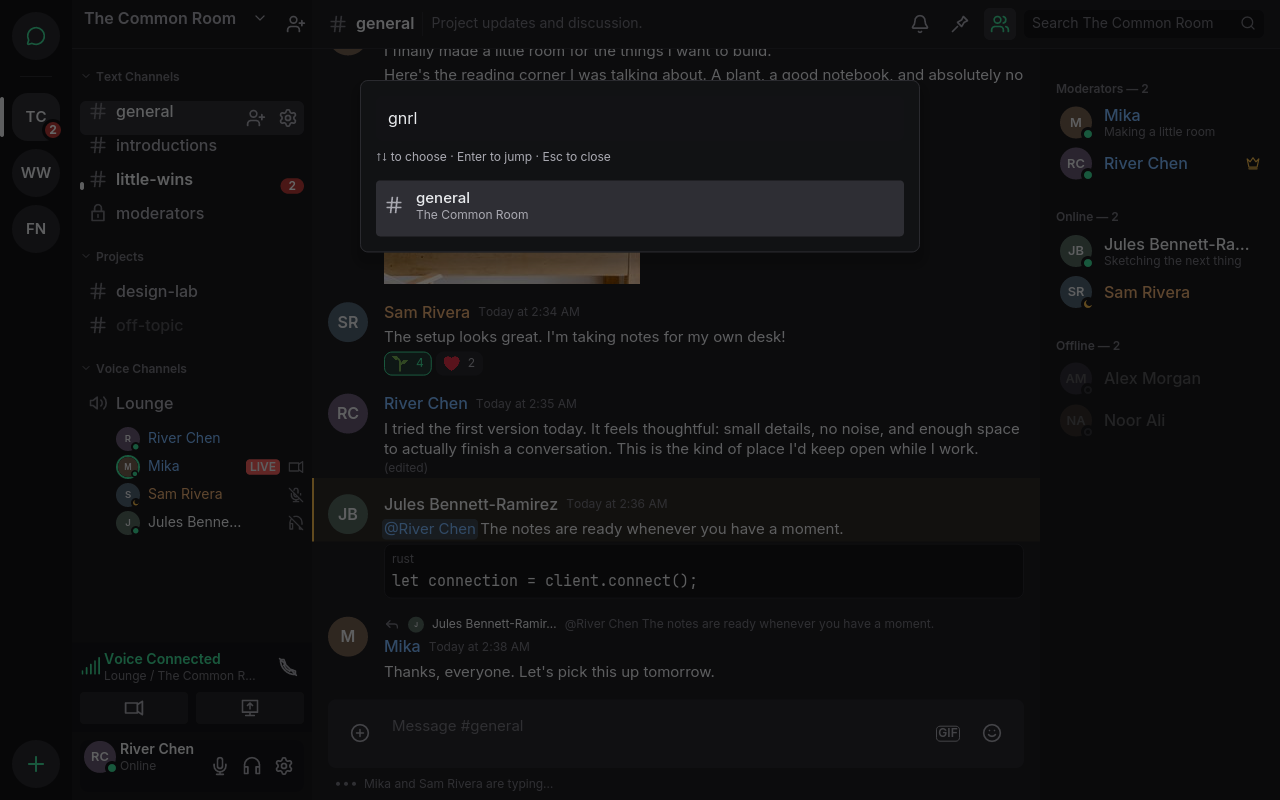 The Common Room
general
Project updates and discussion.
Search The Common Room
TC
2
WW
FN
Text Channels
general
introductions
little-wins
2
moderators
Projects
design-lab
off-topic
Voice Channels
Lounge
R
River Chen
M
Mika
LIVE
S
Sam Rivera
J
Jules Benne...
Voice Connected
Lounge / The Common R...
RC
River Chen
Online
I finally made a little room for the things I want to build.
Here's the reading corner I was talking about. A plant, a good notebook, and absolutely no
gnrl
↑↓ to choose · Enter to jump · Esc to close
general
The Common Room
SR
Sam Rivera Today at 2:34 AM
The setup looks great. I'm taking notes for my own desk!
4
2
RC
River Chen Today at 2:35 AM
I tried the first version today. It feels thoughtful: small details, no noise, and enough space
to actually finish a conversation. This is the kind of place I'd keep open while I work.
(edited)
JB
Jules Bennett-Ramirez Today at 2:36 AM
@River Chen The notes are ready whenever you have a moment.
rust
let connection = client.connect();
J
Jules Bennett-Ramir... @River Chen The notes are ready whenever you have a moment.
M
Mika Today at 2:38 AM
Thanks, everyone. Let's pick this up tomorrow.
Message #general
GIF
Mika and Sam Rivera are typing...
Moderators — 2
M
Mika
Making a little room
RC
River Chen
Online — 2
JB
Jules Bennett-Ra...
Sketching the next thing
SR
Sam Rivera
Offline — 2
AM
Alex Morgan
NA
Noor Ali